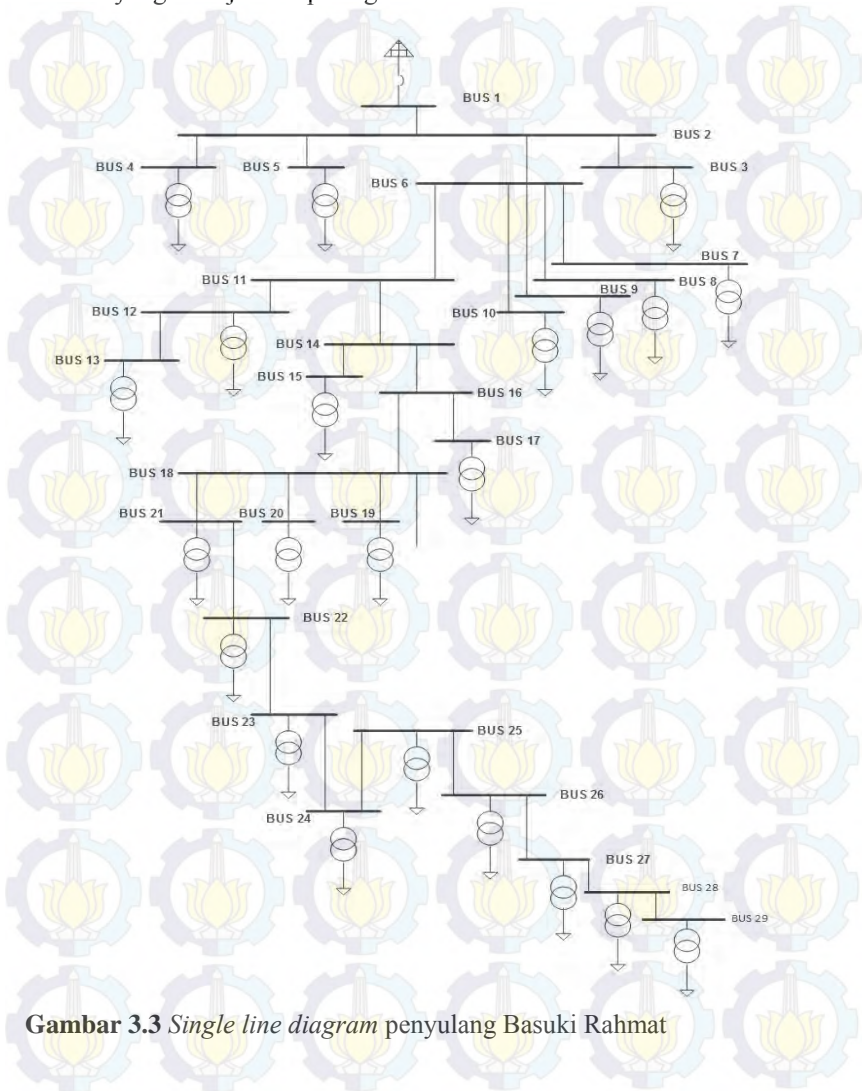 BUS 1
BUS 2
BUS 4
BUS 5
BUS 3
BUS 6
BUS 7
BUS 11
BUS 8
BUS 9
BUS 12
BUS 10
BUS 14
BUS 13
BUS 15
BUS 16
BUS 17
BUS 18
BUS 21
BUS 20
BUS 19
BUS 22
BUS 23
BUS 25
BUS 26
BUS 24
BUS 27
BUS 28
BUS 29
Gambar 3.3 Single line diagram penyulang Basuki Rahmat